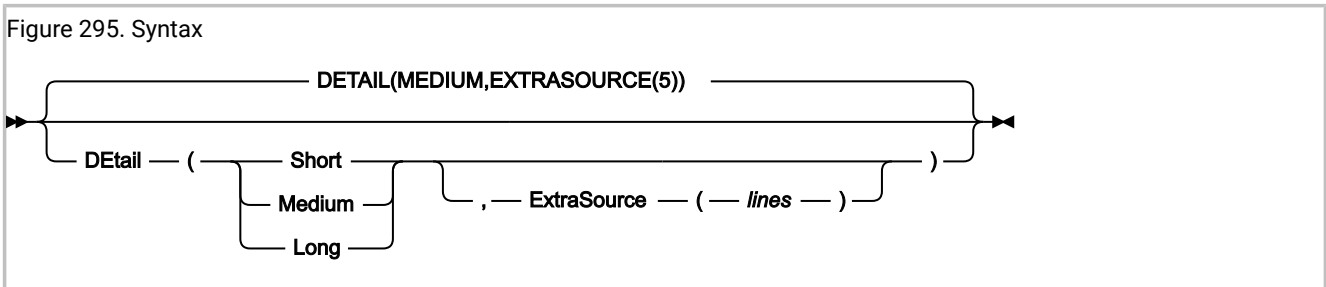 Figure 295. Syntax
DETAIL(MEDIUM,EXTRASOURCE(5))
DEtail ( Short )
Medium , ExtraSource ( lines )
Long